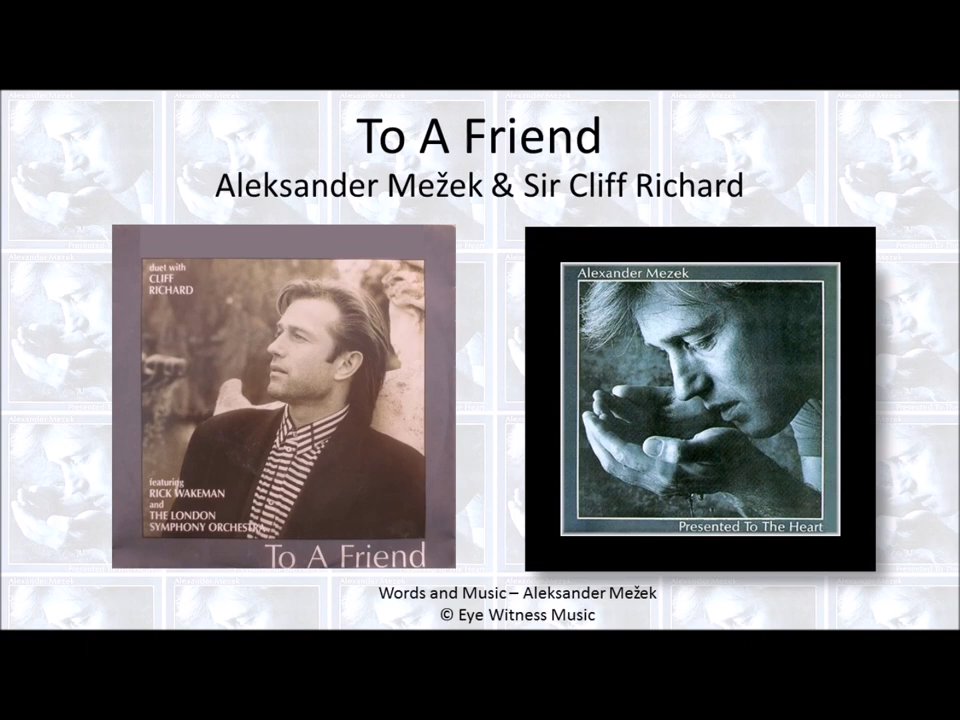 To A Friend
Aleksander Mežek & Sir Cliff Richard
duet with
CLIFF
RICHARD
featuring
RICK WAKEMAN
and
THE LONDON
SYMPHONY ORCHESTRA
To A Friend
Alexander Mezek
Presented To The Heart
Words and Music – Aleksander Mežek
© Eye Witness Music